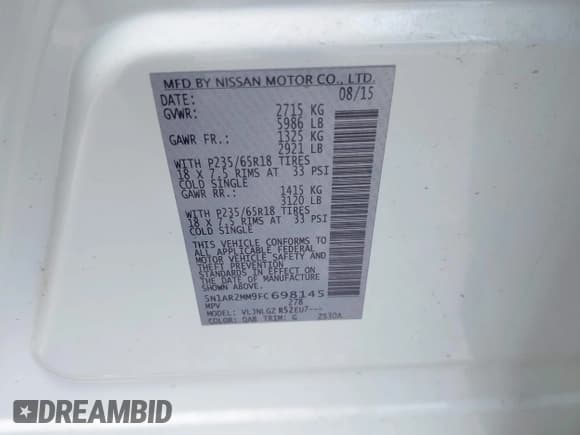 MFD BY NISSAN MOTOR CO., LTD.
DATE: 08/15
GVWR: 2715 KG
5986 LB
GAWR FR.: 1325 KG
2921 LB
WITH P235/65R18 TIRES
18 X 7.5 RIMS AT 33 PSI
COLD SINGLE
GAWR RR.: 1415 KG
3120 LB
WITH P235/65R18 TIRES
18 X 7.5 RIMS AT 33 PSI
COLD SINGLE
THIS VEHICLE CONFORMS TO
ALL APPLICABLE FEDERAL
MOTOR VEHICLE SAFETY
AND THEFT PREVENTION
STANDARDS IN EFFECT ON
THE DATE OF MANUFACTURE
SHOWN ABOVE.
5N1AR2MM9FC698145
MPV 278
MODEL: VLJNLGZ R52EU7---
COLOR: QAB TRIM: G 2530A
DREAMBID